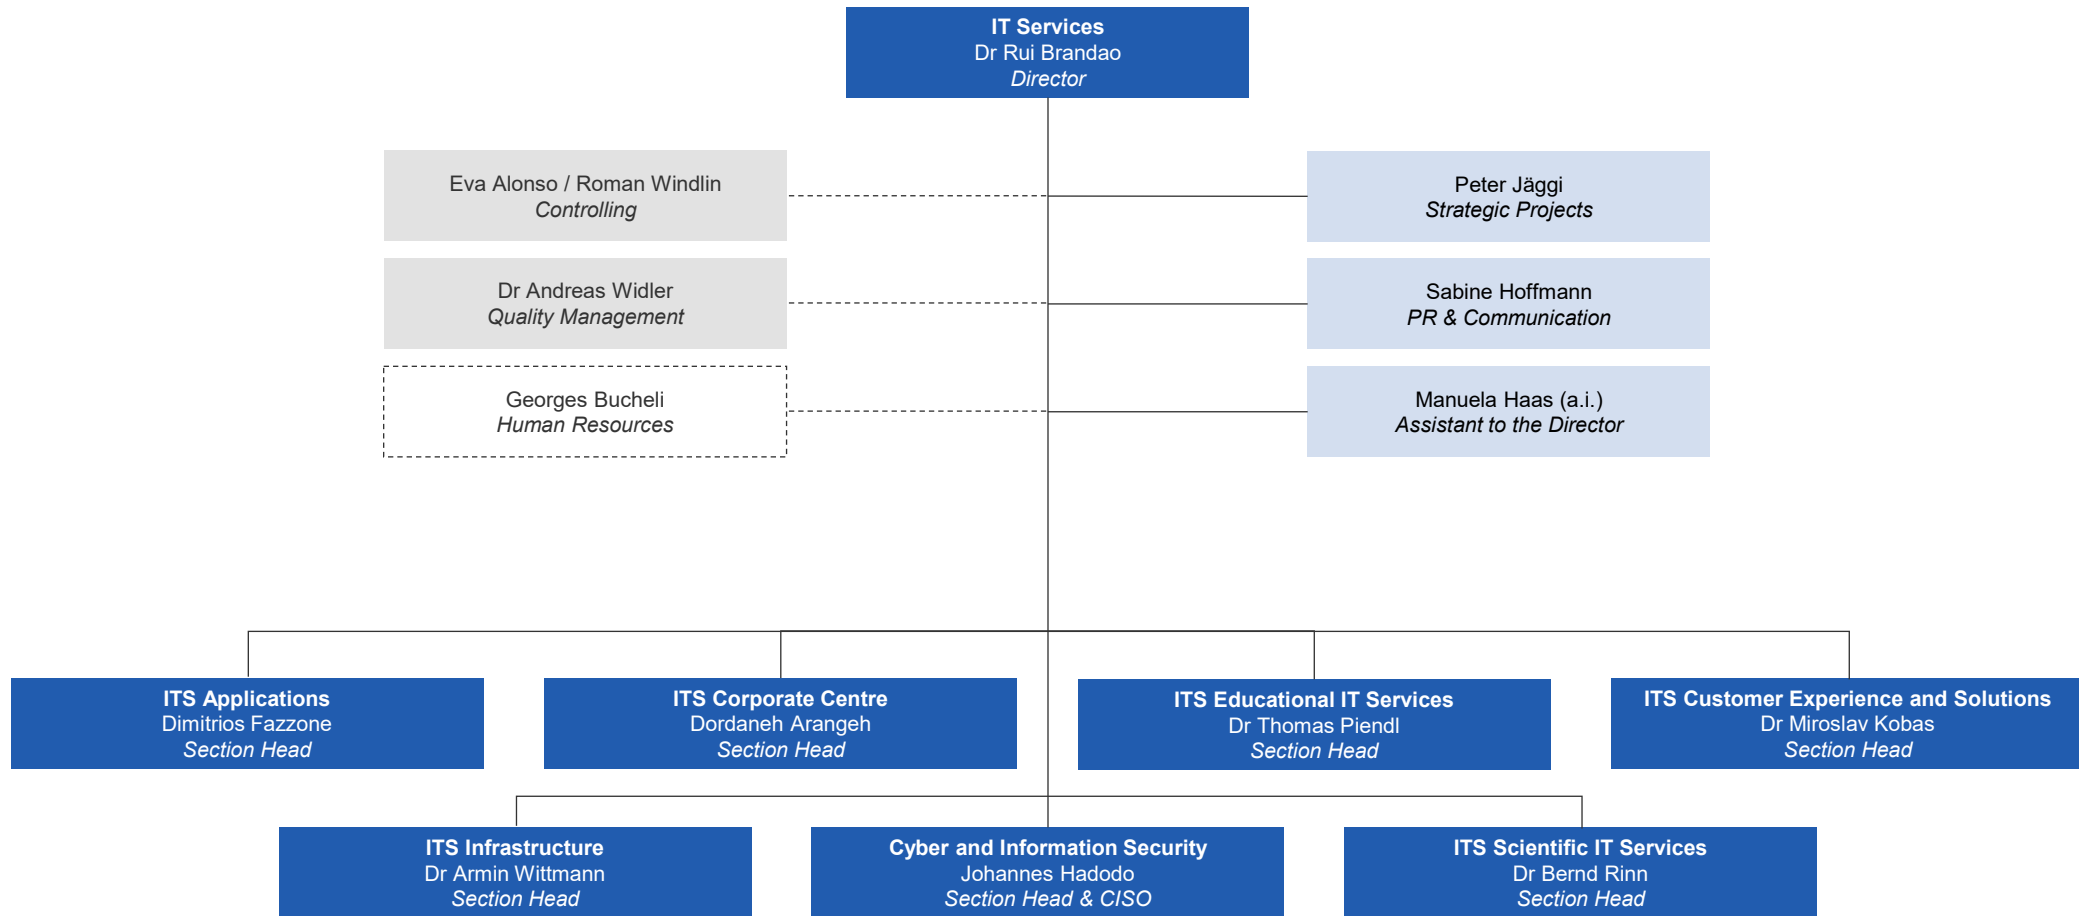 IT Services
Dr Rui Brandao
Director
Eva Alonso / Roman Windlin
Controlling
Peter Jäggi
Strategic Projects
Dr Andreas Widler
Quality Management
Sabine Hoffmann
PR & Communication
Georges Bucheli
Human Resources
Manuela Haas (a.i.)
Assistant to the Director
ITS Applications
Dimitrios Fazzone
Section Head
ITS Corporate Centre
Dordaneh Arangeh
Section Head
ITS Educational IT Services
Dr Thomas Piendl
Section Head
ITS Customer Experience and Solutions
Dr Miroslav Kobas
Section Head
ITS Infrastructure
Dr Armin Wittmann
Section Head
Cyber and Information Security
Johannes Hadodo
Section Head & CISO
ITS Scientific IT Services
Dr Bernd Rinn
Section Head